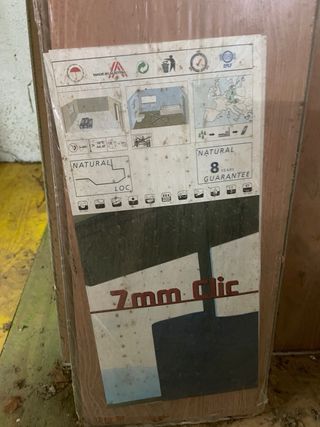 NATURAL
LOC
NATURAL
8 YEARS
GUARANTEE
7mm Clic